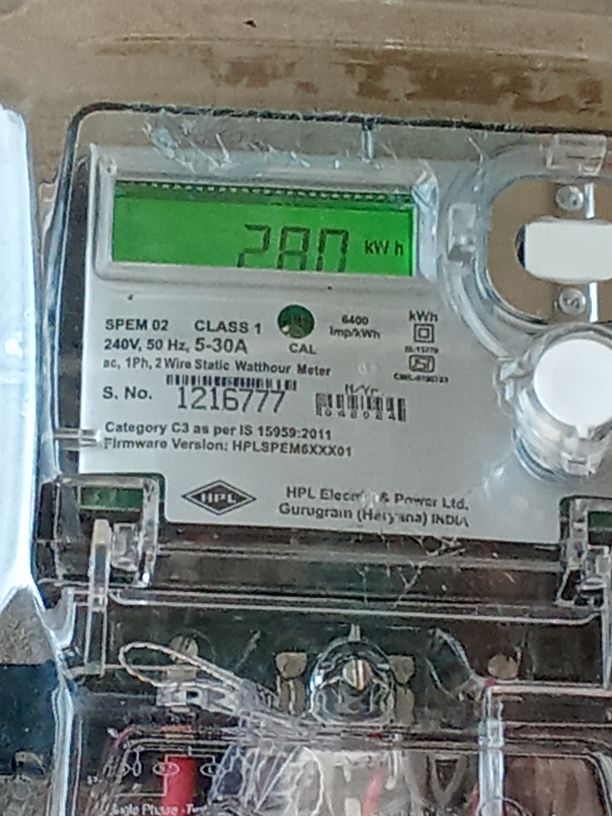 280 kWh
SPEM 02 CLASS 1
240V, 50 Hz, 5-30A
CAL
6400
Imp/kWh
kWh
ac, 1Ph, 2 Wire Static Watthour Meter
S. No. 1216777
M/Yr.
Category C3 as per IS 15959:2011
Firmware Version: HPLSPEM6XXX01
HPL
HPL Electric & Power Ltd.
Gurugram (Haryana) INDIA